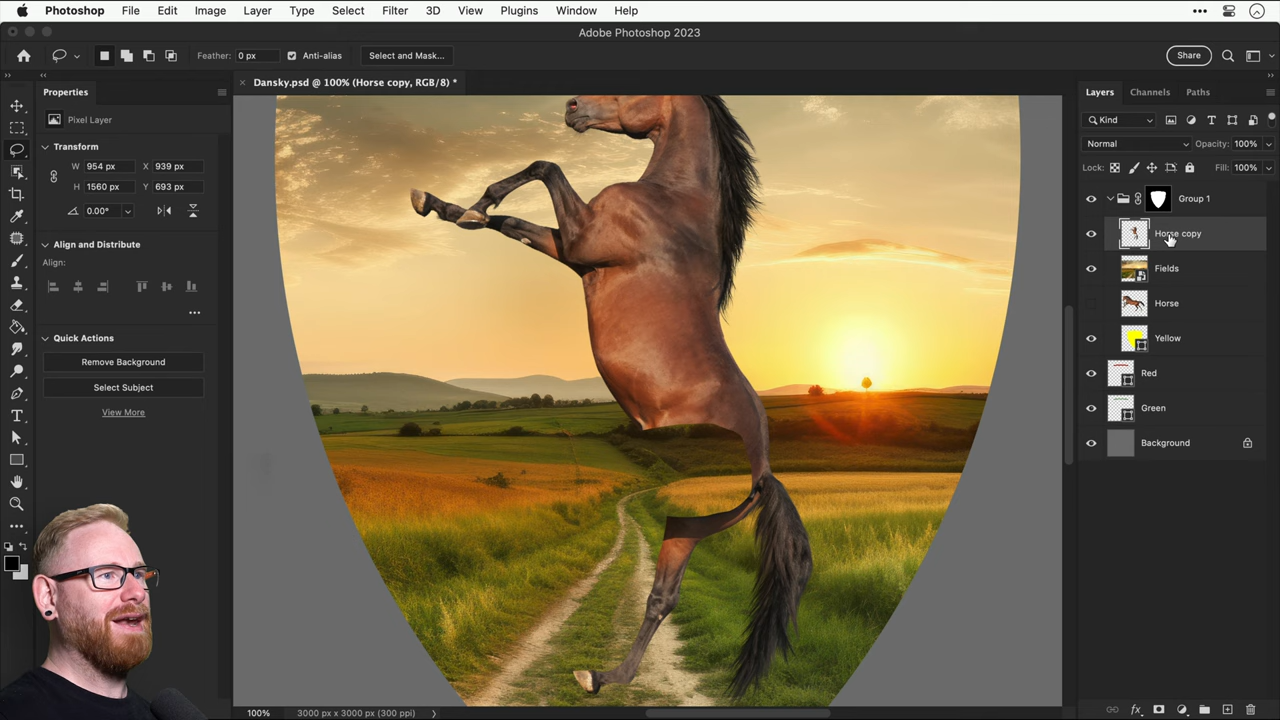 Photoshop File Edit Image Layer Type Select Filter 3D View Plugins Window Help
Adobe Photoshop 2023
Feather: 0 px Anti-alias Select and Mask... Share
Properties
Dansky.psd @ 100% (Horse copy, RGB/8) *
Layers Channels Paths
Pixel Layer
Kind
Transform
Normal Opacity: 100%
W 954 px X 939 px
Lock: Fill: 100%
H 1560 px Y 693 px
0.00°
Group 1
Horse copy
Align and Distribute
Align:
Fields
Horse
Quick Actions
Yellow
Remove Background
Red
Select Subject
View More
Green
Background
100% 3000 px x 3000 px (300 ppi)